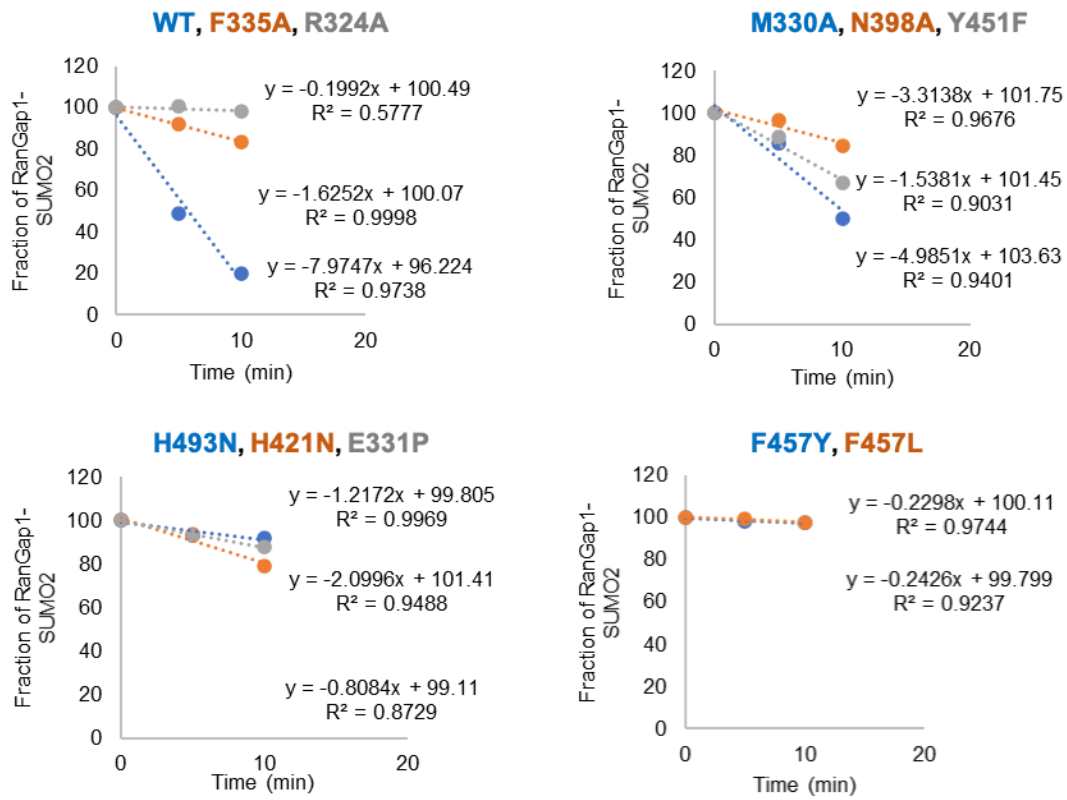 WT, F335A, R324A
120
100
80
60
40
20
0
0
10
20
Fraction of RanGap1-
SUMO2
Time (min)
y = -0.1992x + 100.49
R² = 0.5777
y = -1.6252x + 100.07
R² = 0.9998
y = -7.9747x + 96.224
R² = 0.9738
M330A, N398A, Y451F
120
100
80
60
40
20
0
0
10
20
Fraction of RanGap1-
SUMO2
Time (min)
y = -3.3138x + 101.75
R² = 0.9676
y = -1.5381x + 101.45
R² = 0.9031
y = -4.9851x + 103.63
R² = 0.9401
H493N, H421N, E331P
120
100
80
60
40
20
0
0
10
20
Fraction of RanGap1-
SUMO2
Time (min)
y = -1.2172x + 99.805
R² = 0.9969
y = -2.0996x + 101.41
R² = 0.9488
y = -0.8084x + 99.11
R² = 0.8729
F457Y, F457L
120
100
80
60
40
20
0
0
10
20
Fraction of RanGap1-
SUMO2
Time (min)
y = -0.2298x + 100.11
R² = 0.9744
y = -0.2426x + 99.799
R² = 0.9237